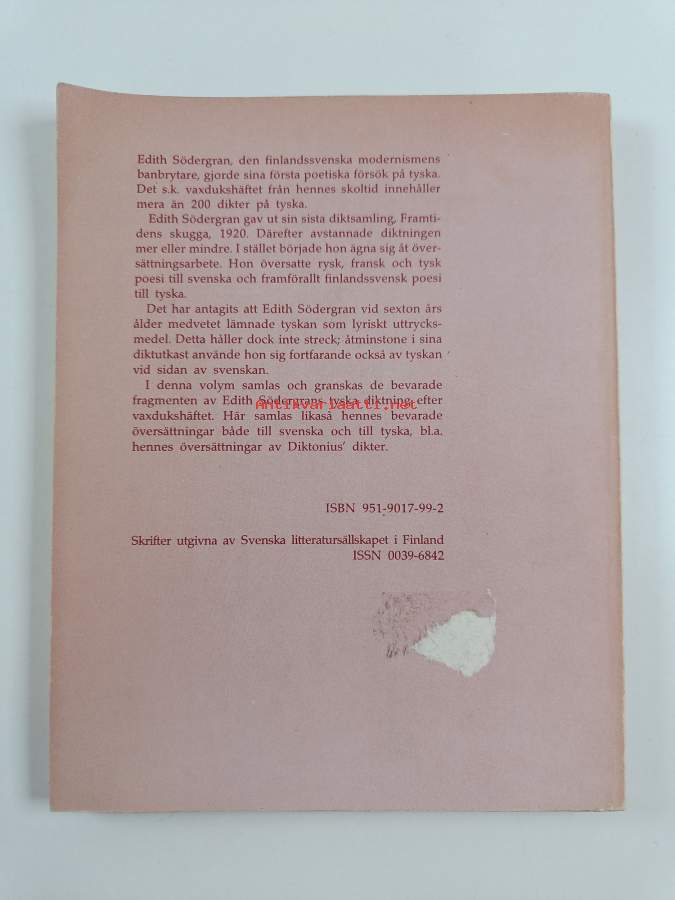 Edith Södergran, den finlandssvenska modernismens
banbrytare, gjorde sina första poetiska försök på tyska.
Det s.k. vaxdukshäftet från hennes skoltid innehåller
mera än 200 dikter på tyska.
Edith Södergran gav ut sin sista diktsamling, Framti-
dens skugga, 1920. Därefter avstannade diktningen
mer eller mindre. I stället började hon ägna sig åt över-
sättningsarbete. Hon översatte rysk, fransk och tysk
poesi till svenska och framförallt finlandssvensk poesi
till tyska.
Det har antagits att Edith Södergran vid sexton års
ålder medvetet lämnade tyskan som lyriskt uttrycks-
medel. Detta håller dock inte streck; åtminstone i sina
diktutkast använde hon sig fortfarande också av tyskan
vid sidan av svenskan.
I denna volym samlas och granskas de bevarade
fragmenten av Edith Södergrans tyska diktning efter
Antikvariaatti.net
vaxdukshäftet. Här samlas likaså hennes bevarade
översättningar både till svenska och till tyska, bl.a.
hennes översättningar av Diktonius' dikter.
ISBN 951-9017-99-2
Skrifter utgivna av Svenska litteratursällskapet i Finland
ISSN 0039-6842